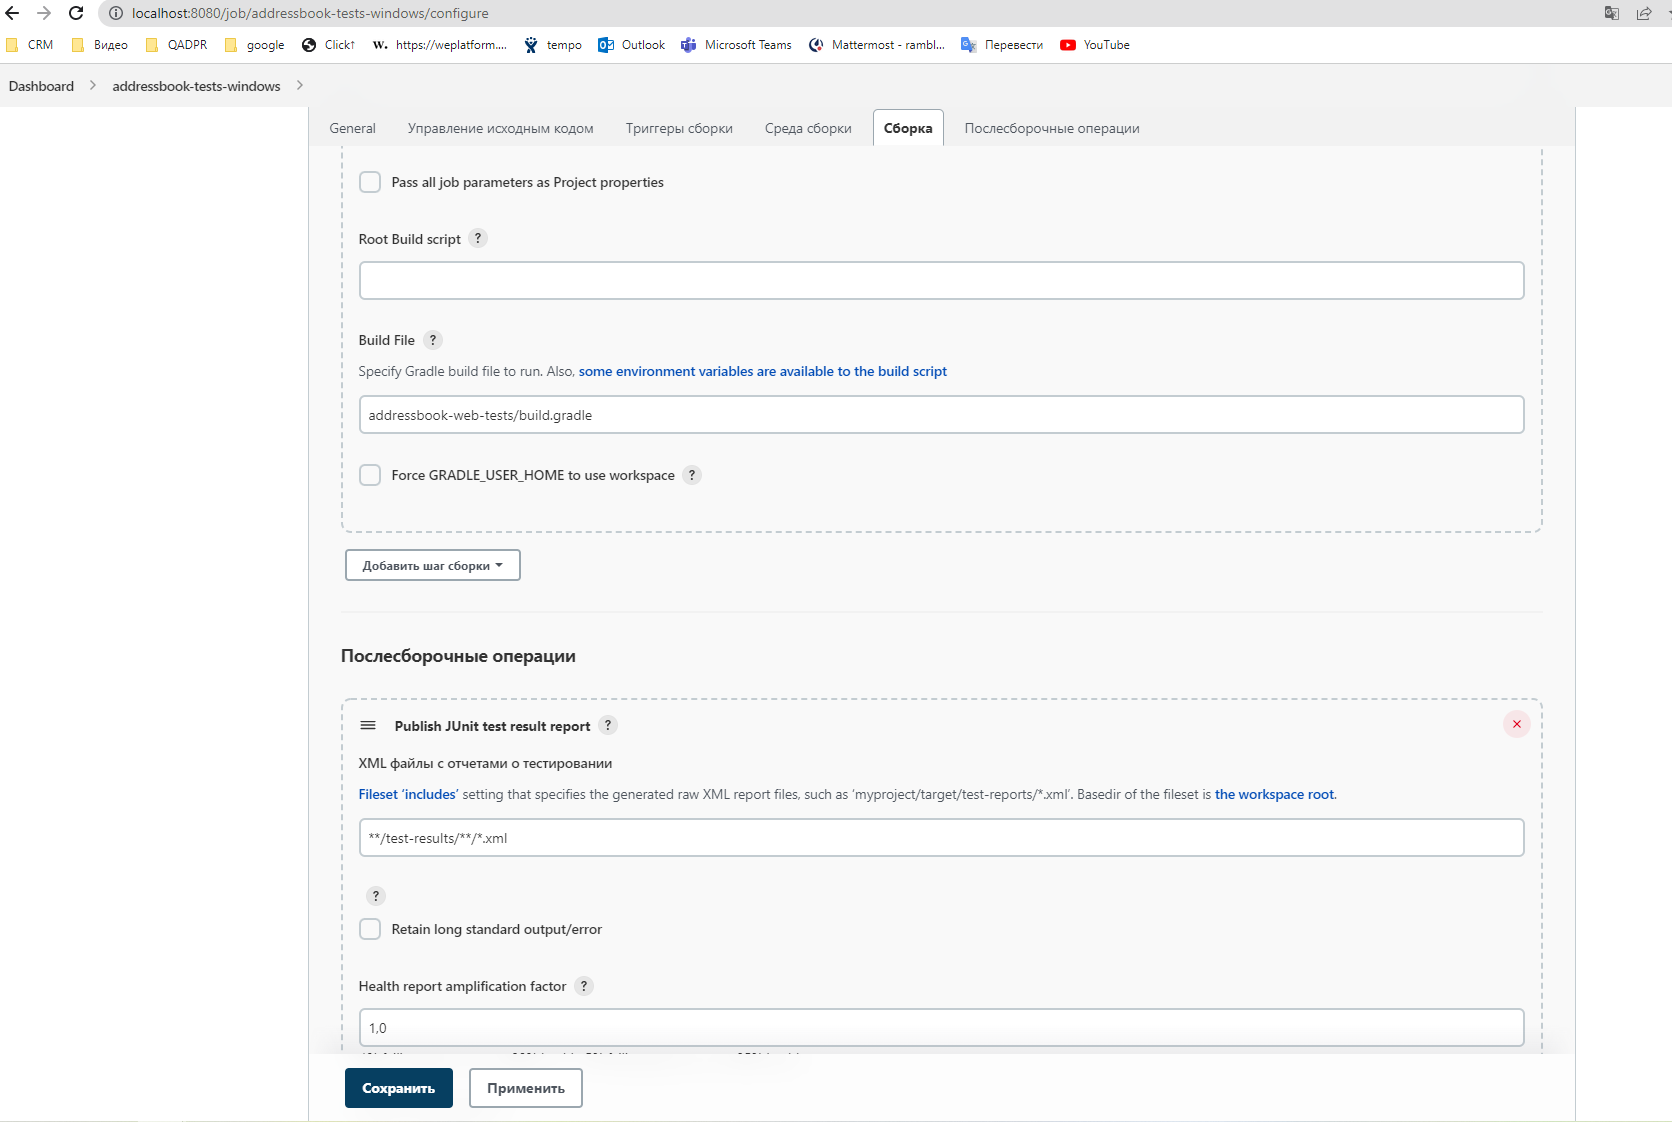 localhost:8080/job/addressbook-tests-windows/configure
CRM Видео QADPR google Click↑ W. https://weplatform.... tempo Outlook Microsoft Teams Mattermost - rambl... Перевести YouTube
Dashboard addressbook-tests-windows
General Управление исходным кодом Триггеры сборки Среда сборки Сборка Послесборочные операции
Pass all job parameters as Project properties
Root Build script ?
Build File ?
Specify Gradle build file to run. Also, some environment variables are available to the build script
addressbook-web-tests/build.gradle
Force GRADLE_USER_HOME to use workspace ?
Добавить шаг сборки
Послесборочные операции
Publish JUnit test result report ?
XML файлы с отчетами о тестировании
Fileset ‘includes’ setting that specifies the generated raw XML report files, such as ‘myproject/target/test-reports/*.xml’. Basedir of the fileset is the workspace root.
**/test-results/**/*.xml
?
Retain long standard output/error
Health report amplification factor ?
1,0
Сохранить Применить